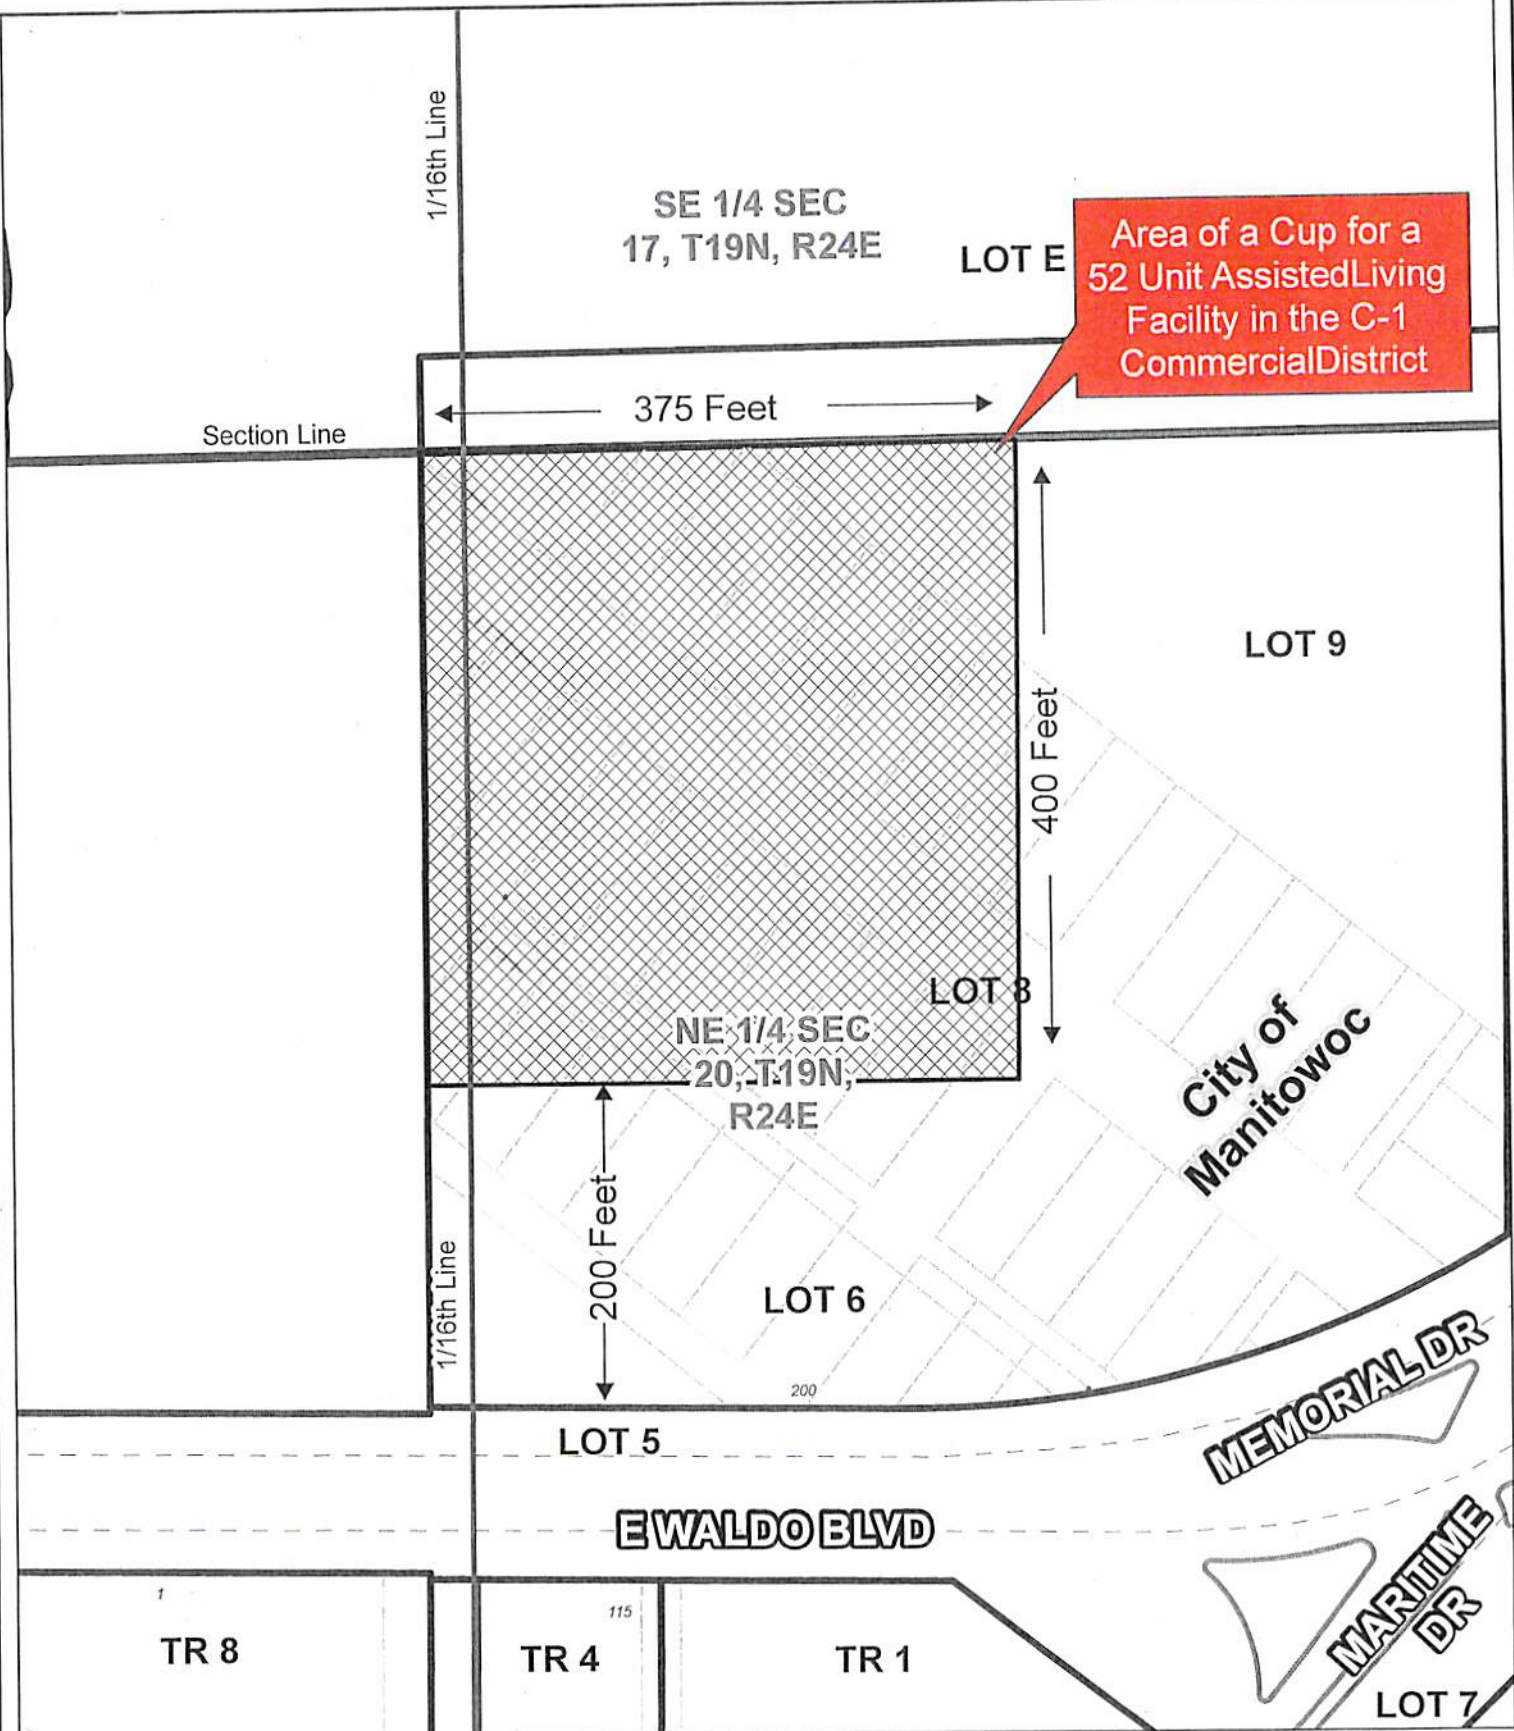 1/16th Line
SE 1/4 SEC
17, T19N, R24E
LOT E
Area of a Cup for a
52 Unit AssistedLiving
Facility in the C-1
CommercialDistrict
375 Feet
Section Line
LOT 9
400 Feet
LOT 8
NE 1/4 SEC
20, T19N,
R24E
City of
Manitowoc
200 Feet
1/16th Line
LOT 6
200
MEMORIAL DR
LOT 5
E WALDO BLVD
MARITIME
DR
1
115
TR 8
TR 4
TR 1
LOT 7